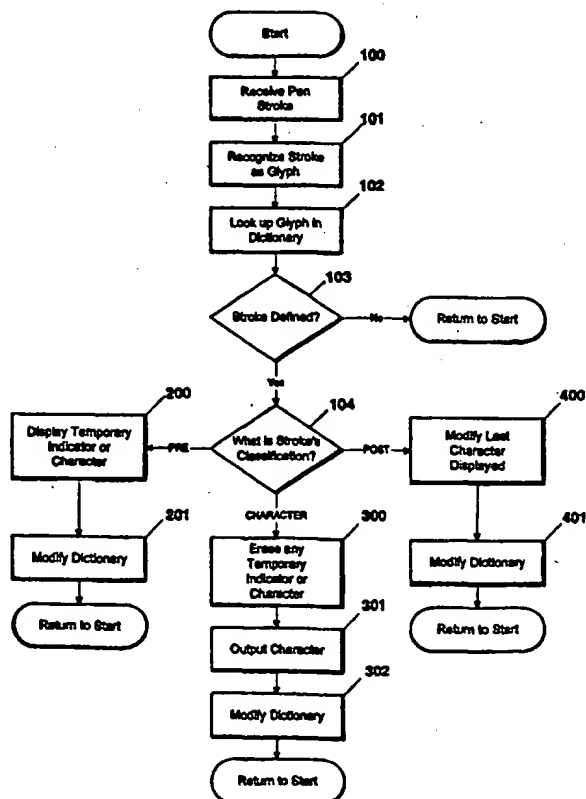 Start
100
Receive Pen
Stroke
101
Recognize Stroke
as Glyph
102
Look up Glyph in
Dictionary
103
Stroke Defined?
No
Return to Start
Yes
200
104
400
Display Temporary
Indicator or
Character
PRE
What is Stroke's
Classification?
POST
Modify Last
Character
Displayed
CHARACTER
201
300
401
Modify Dictionary
Erase any
Temporary
Indicator or
Character
Modify Dictionary
Return to Start
301
Return to Start
Output Character
302
Modify Dictionary
Return to Start